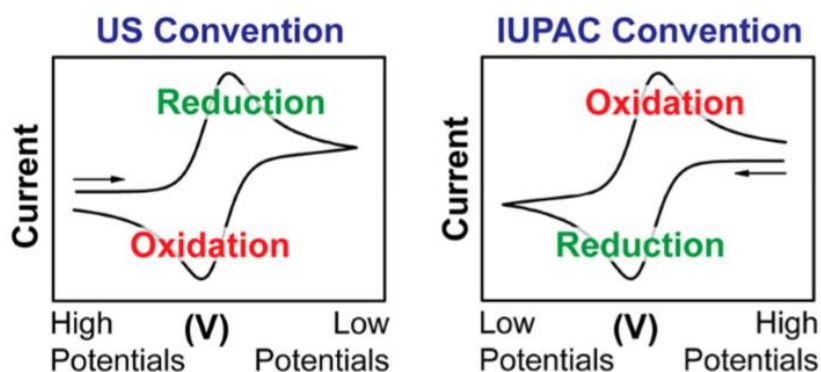 US Convention
Reduction
Oxidation
Current
High Potentials
(V)
Low Potentials
IUPAC Convention
Oxidation
Reduction
Current
Low Potentials
(V)
High Potentials